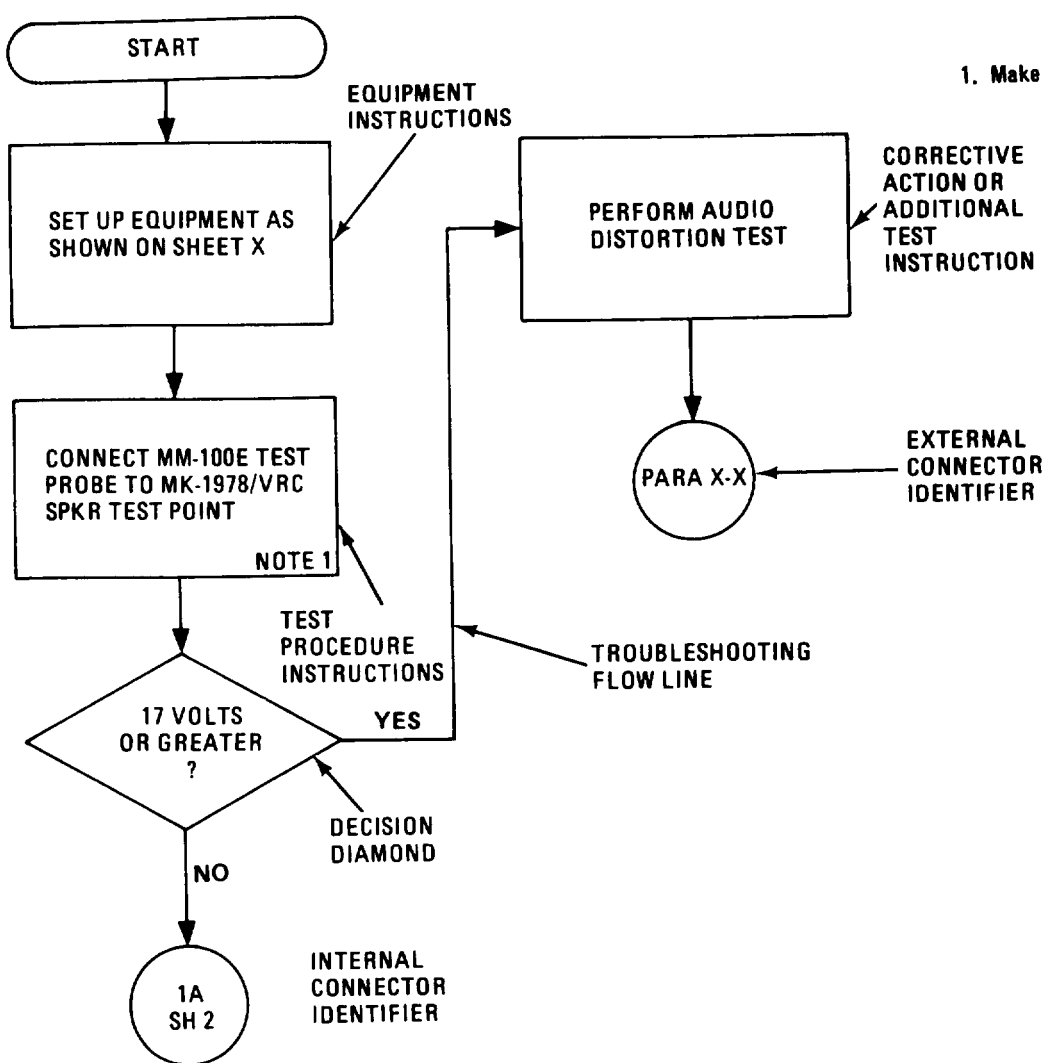 START
1. Make
EQUIPMENT
INSTRUCTIONS
SET UP EQUIPMENT AS
SHOWN ON SHEET X
PERFORM AUDIO
DISTORTION TEST
CORRECTIVE
ACTION OR
ADDITIONAL
TEST
INSTRUCTION
CONNECT MM-100E TEST
PROBE TO MK-1978/VRC
SPKR TEST POINT
NOTE 1
PARA X-X
EXTERNAL
CONNECTOR
IDENTIFIER
TEST
PROCEDURE
INSTRUCTIONS
TROUBLESHOOTING
FLOW LINE
17 VOLTS
OR GREATER
?
YES
DECISION
DIAMOND
NO
1A
SH 2
INTERNAL
CONNECTOR
IDENTIFIER